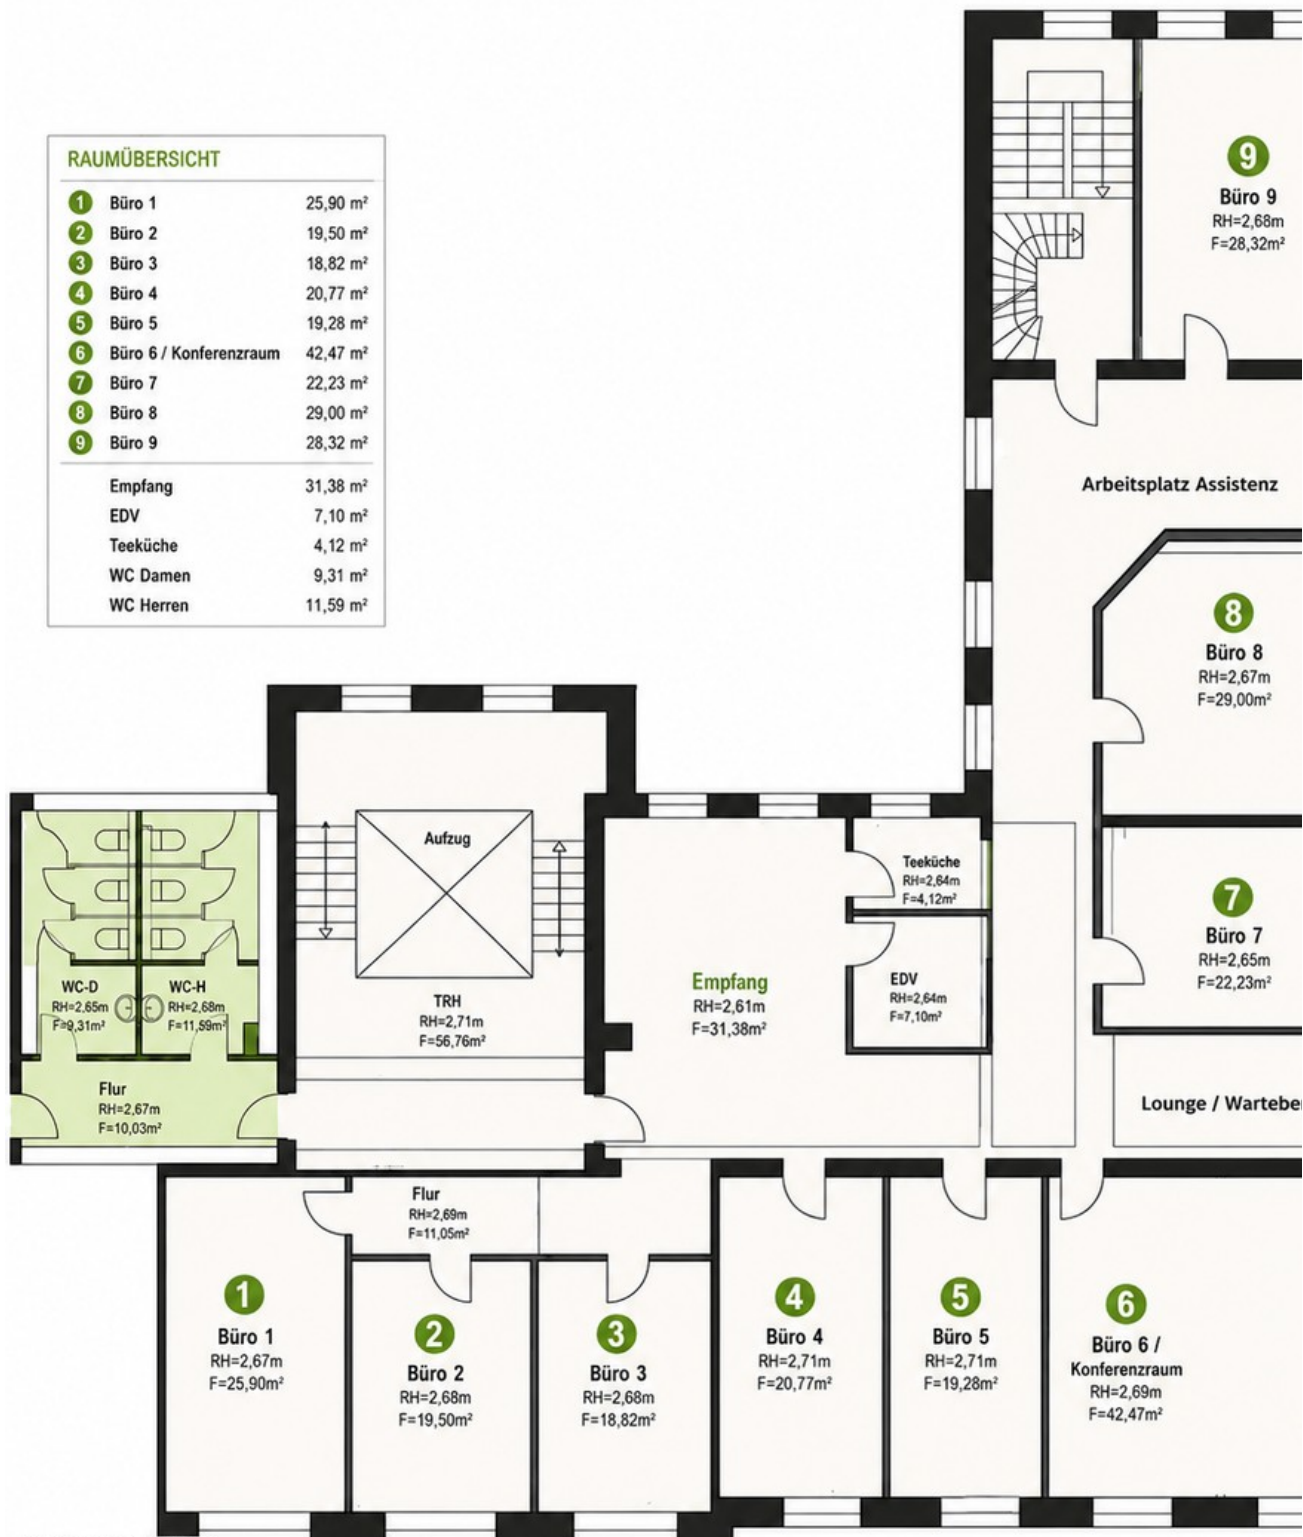 RAUMÜBERSICHT
1 Büro 1 25,90 m²
2 Büro 2 19,50 m²
3 Büro 3 18,82 m²
4 Büro 4 20,77 m²
5 Büro 5 19,28 m²
6 Büro 6 / Konferenzraum 42,47 m²
7 Büro 7 22,23 m²
8 Büro 8 29,00 m²
9 Büro 9 28,32 m²
Empfang 31,38 m²
EDV 7,10 m²
Teeküche 4,12 m²
WC Damen 9,31 m²
WC Herren 11,59 m²
9
Büro 9
RH=2,68m
F=28,32m²
Arbeitsplatz Assistenz
8
Büro 8
RH=2,67m
F=29,00m²
7
Büro 7
RH=2,65m
F=22,23m²
Lounge / Warteber
Aufzug
TRH
RH=2,71m
F=56,76m²
Teeküche
RH=2,64m
F=4,12m²
EDV
RH=2,64m
F=7,10m²
Empfang
RH=2,61m
F=31,38m²
WC-D
RH=2,65m
F=9,31m²
WC-H
RH=2,68m
F=11,59m²
Flur
RH=2,67m
F=10,03m²
Flur
RH=2,69m
F=11,05m²
1
Büro 1
RH=2,67m
F=25,90m²
2
Büro 2
RH=2,68m
F=19,50m²
3
Büro 3
RH=2,68m
F=18,82m²
4
Büro 4
RH=2,71m
F=20,77m²
5
Büro 5
RH=2,71m
F=19,28m²
6
Büro 6 /
Konferenzraum
RH=2,69m
F=42,47m²